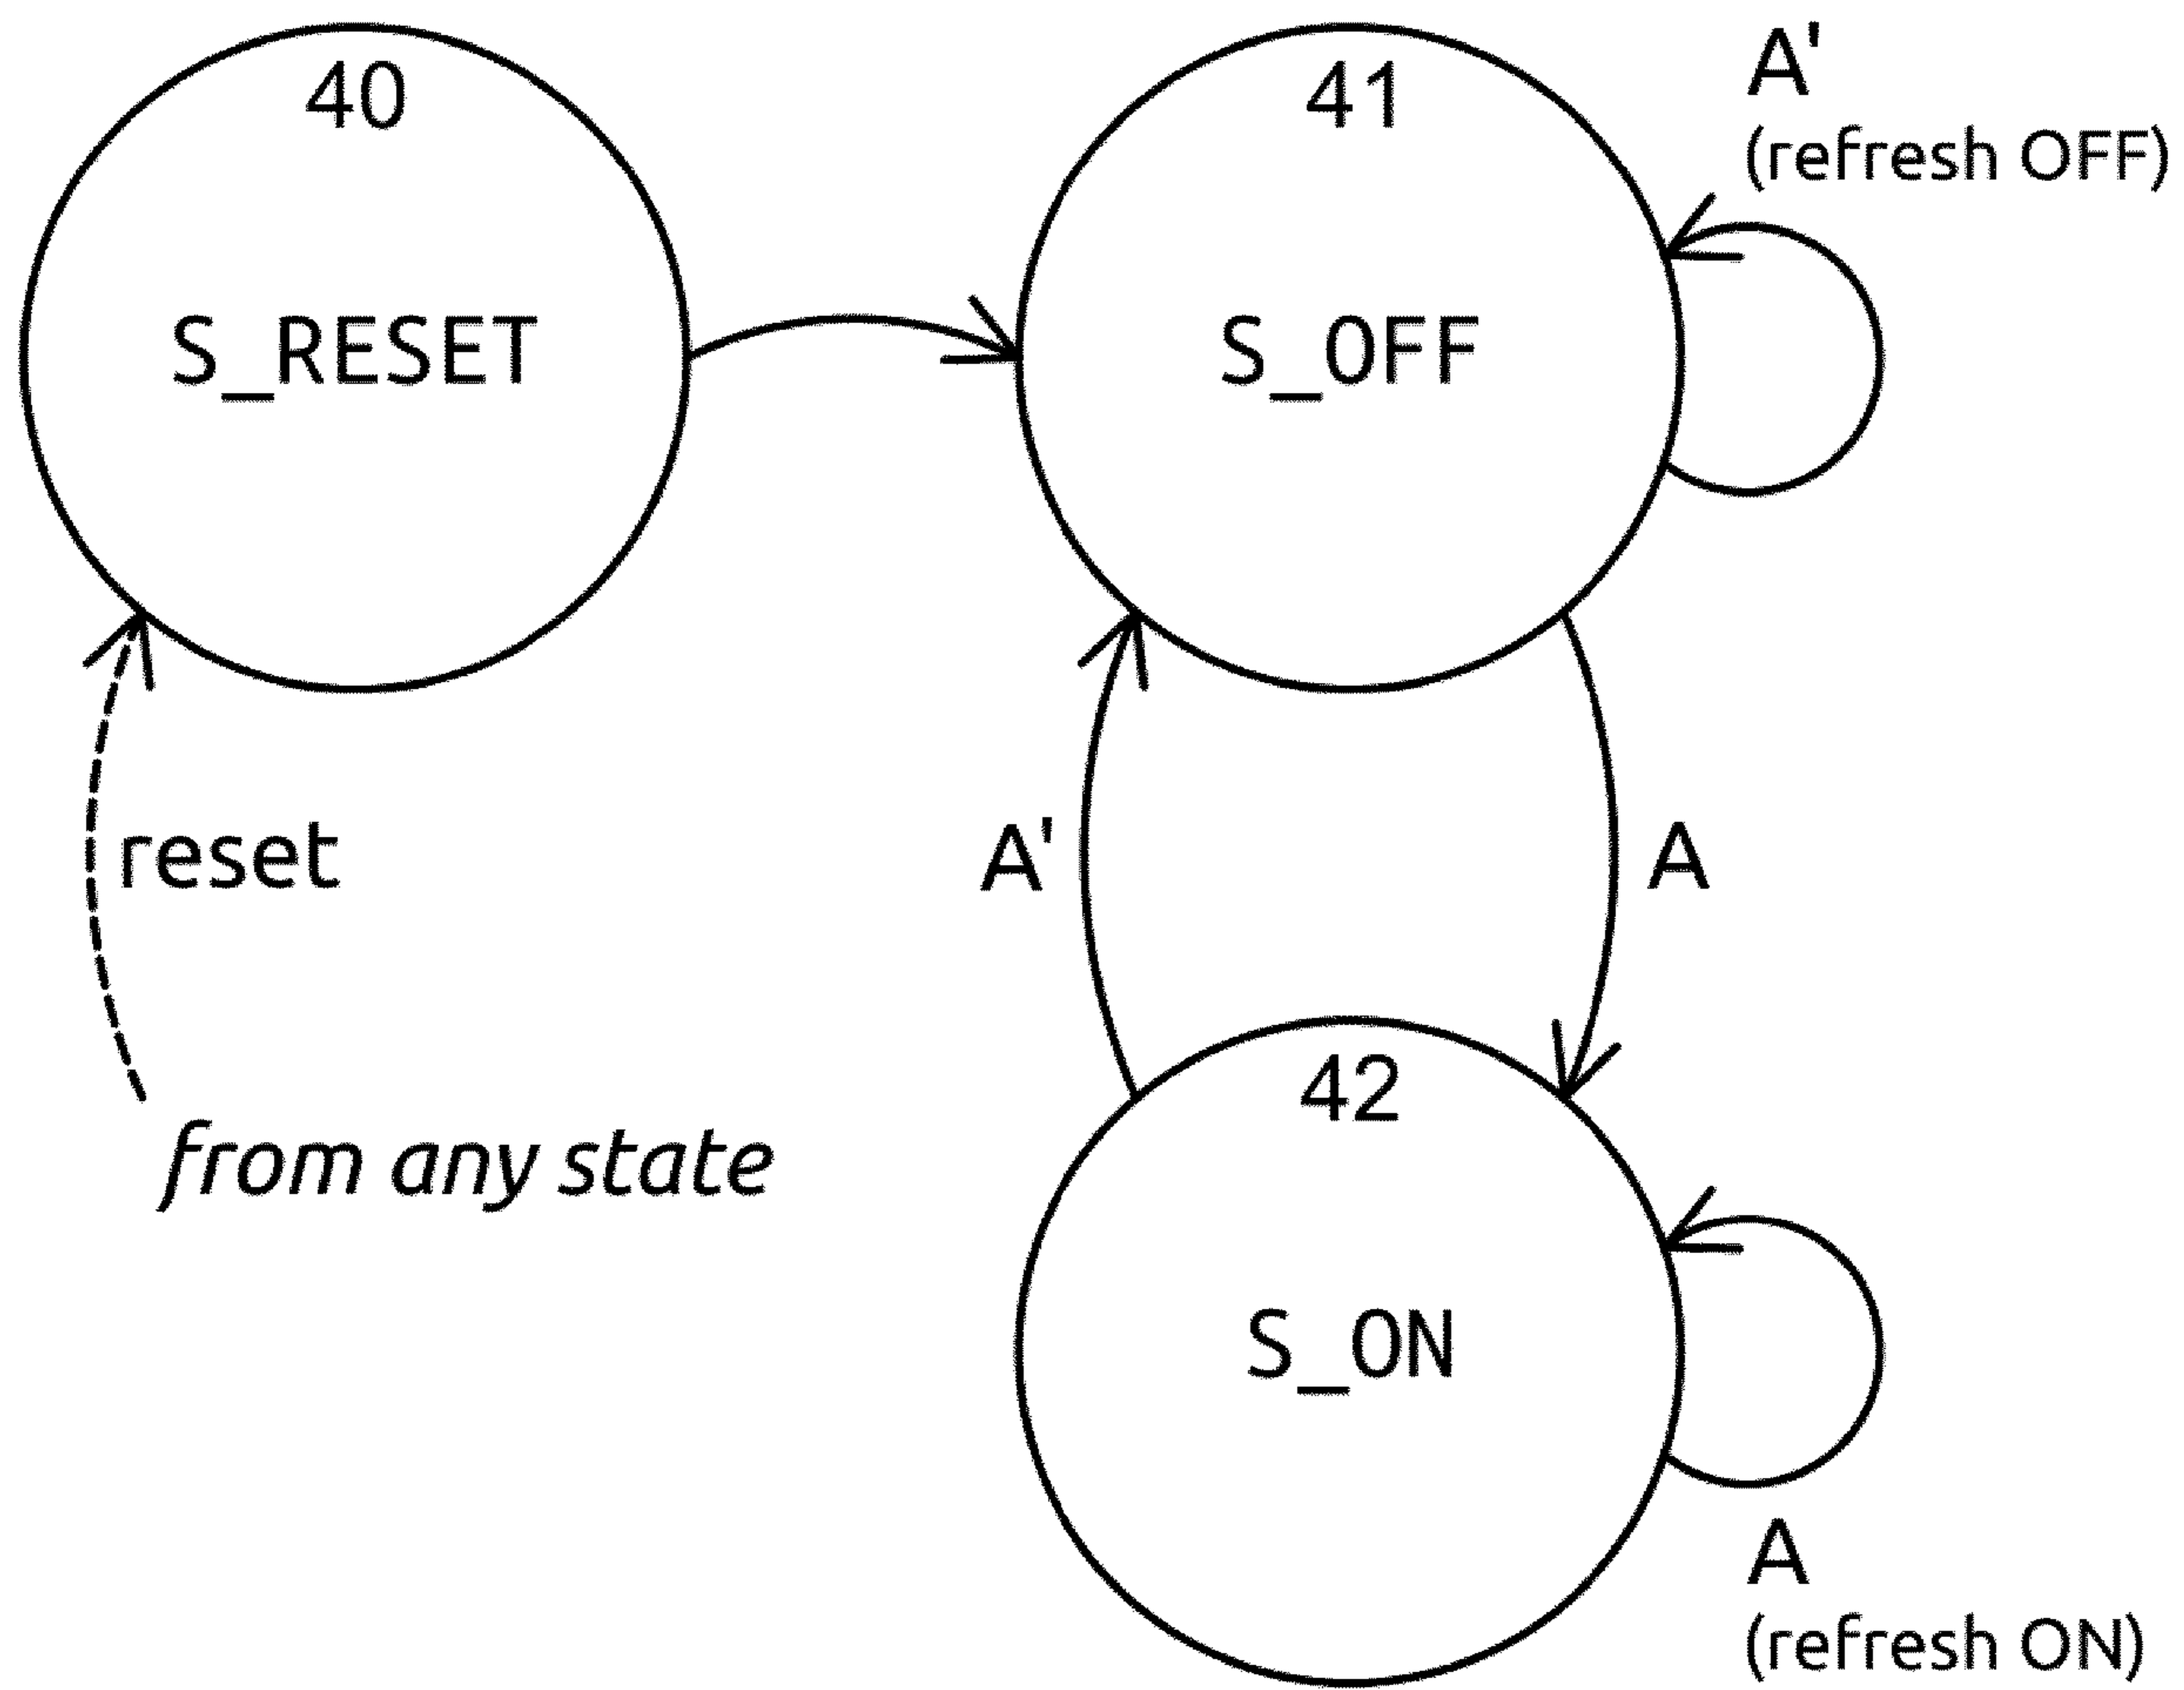 40
S_RESET
41
S_OFF
A'
(refresh OFF)
reset
from any state
A'
A
42
S_ON
A
(refresh ON)